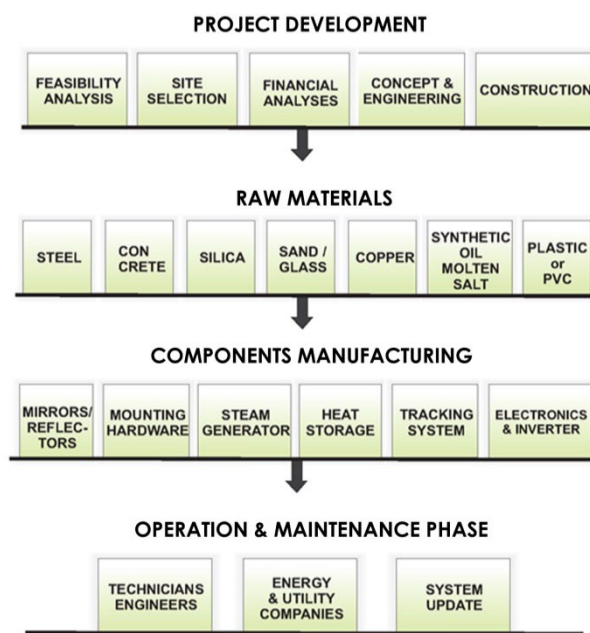 PROJECT DEVELOPMENT
FEASIBILITY
ANALYSIS
SITE
SELECTION
FINANCIAL
ANALYSES
CONCEPT &
ENGINEERING
CONSTRUCTION
RAW MATERIALS
STEEL
CON
CRETE
SILICA
SAND /
GLASS
COPPER
SYNTHETIC
OIL
MOLTEN
SALT
PLASTIC
or
PVC
COMPONENTS MANUFACTURING
MIRRORS/
REFLEC-
TORS
MOUNTING
HARDWARE
STEAM
GENERATOR
HEAT
STORAGE
TRACKING
SYSTEM
ELECTRONICS
& INVERTER
OPERATION & MAINTENANCE PHASE
TECHNICIANS
ENGINEERS
ENERGY
& UTILITY
COMPANIES
SYSTEM
UPDATE